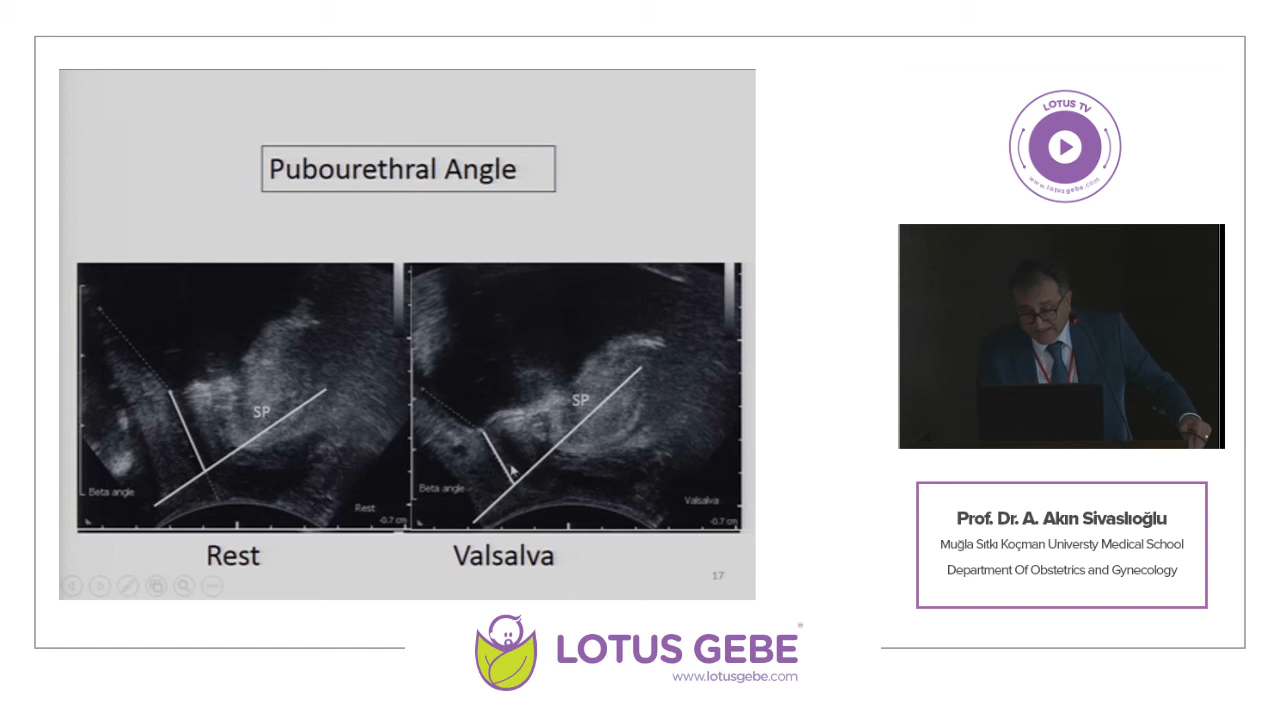 Pubourethral Angle
SP
Beta angle
Rest
-0.7 cm
SP
Beta angle
Valsalva
-0.7 cm
Rest
Valsalva
17
LOTUS TV
www.lotusgebe.com
Prof. Dr. A. Akın Sivaslıoğlu
Muğla Sıtkı Koçman Universty Medical School
Department Of Obstetrics and Gynecology
LOTUS GEBE®
www.lotusgebe.com